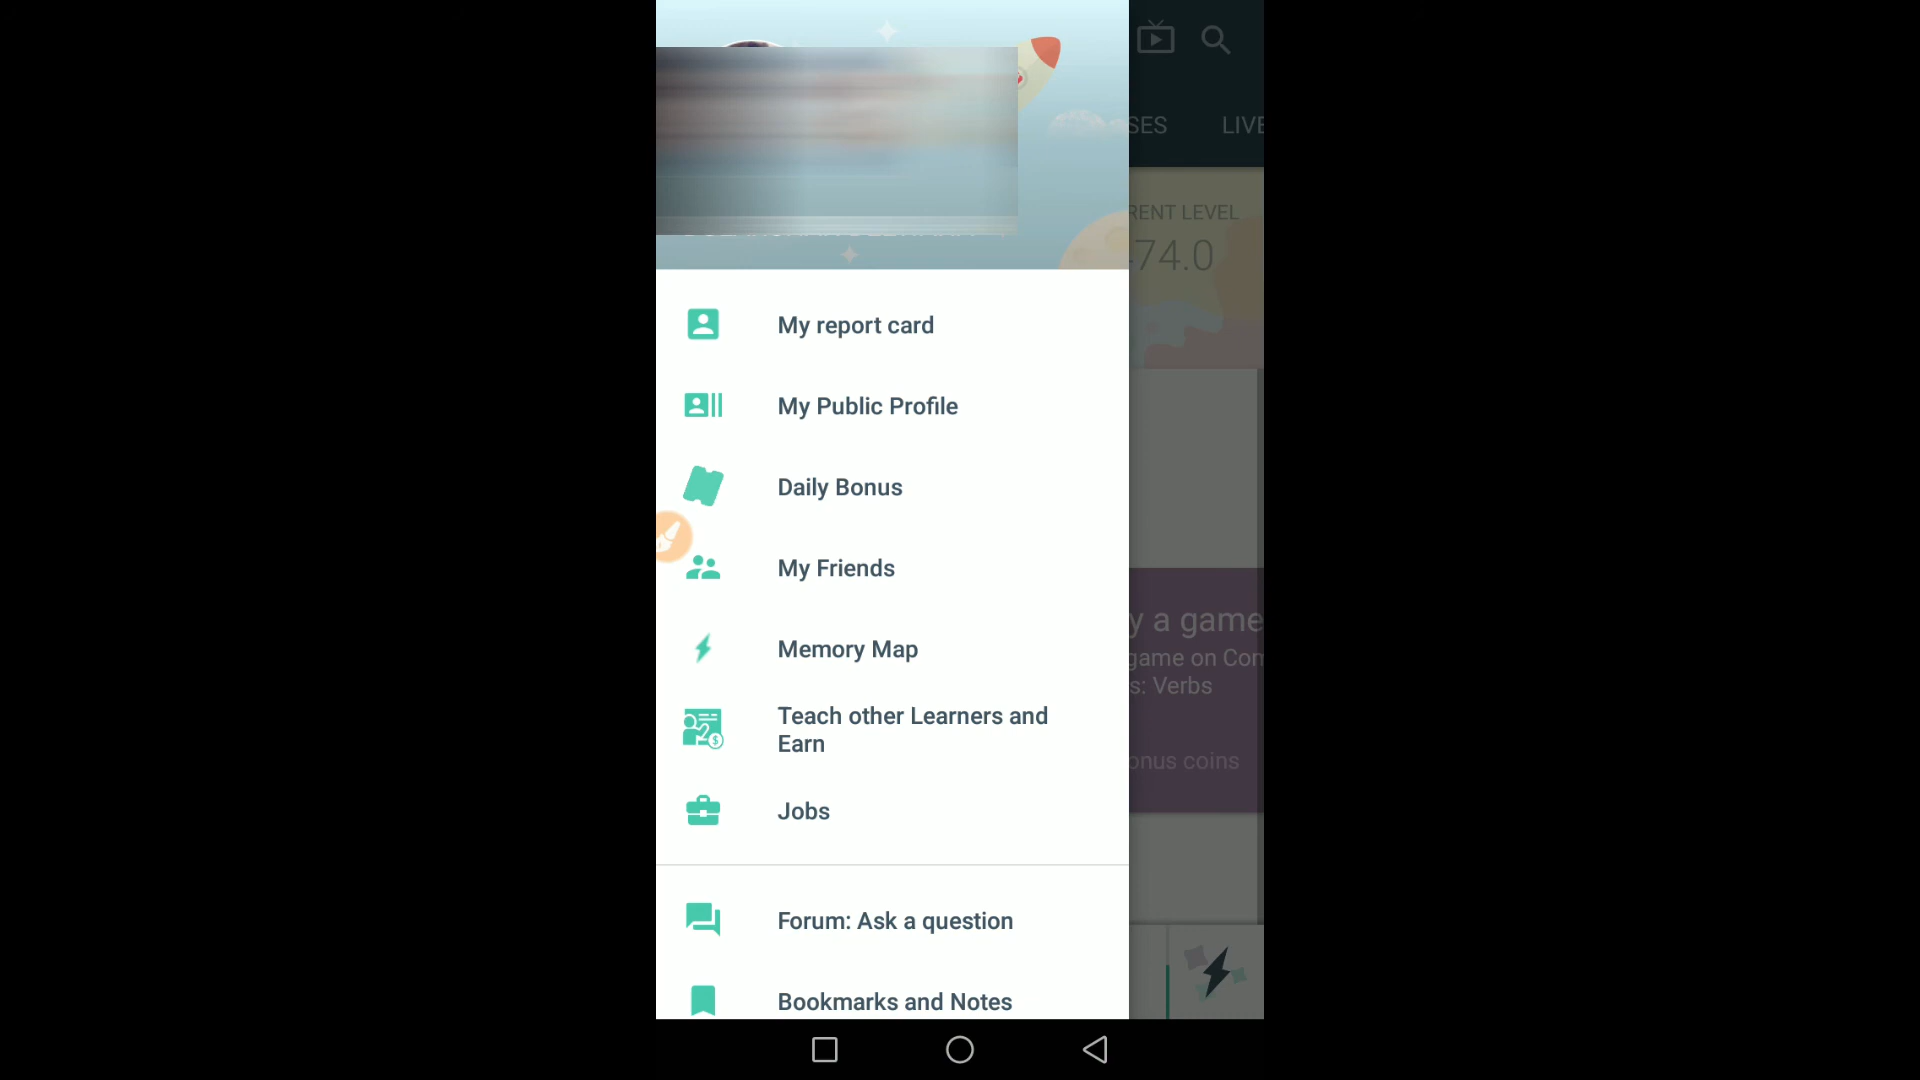 SES
LIVE
RENT LEVEL
74.0
My report card
My Public Profile
Daily Bonus
My Friends
Memory Map
Teach other Learners and
Earn
Jobs
Forum: Ask a question
Bookmarks and Notes
y a game
game on Com
s: Verbs
onus coins